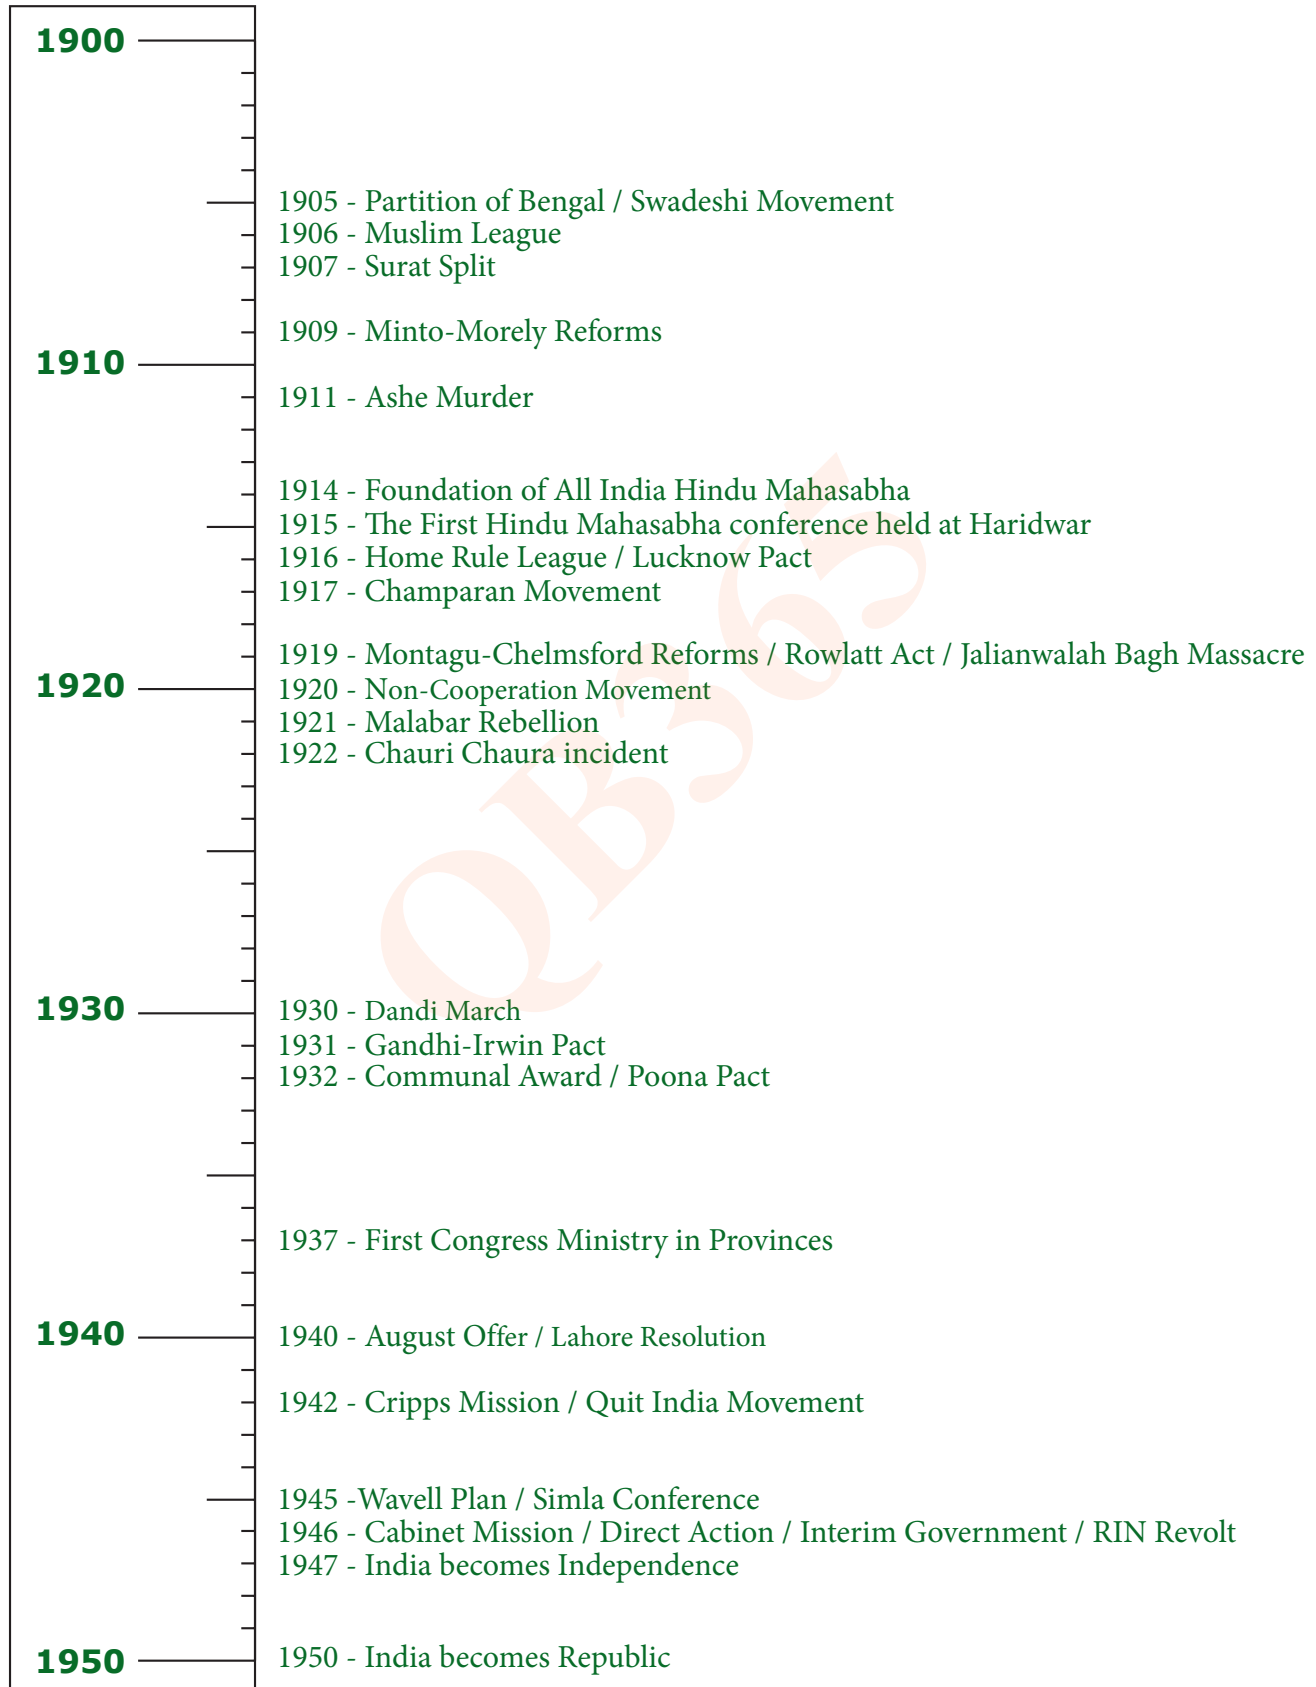 1900
1905 - Partition of Bengal / Swadeshi Movement
1906 - Muslim League
1907 - Surat Split
1909 - Minto-Morely Reforms
1910
1911 - Ashe Murder
1914 - Foundation of All India Hindu Mahasabha
1915 - The First Hindu Mahasabha conference held at Haridwar
1916 - Home Rule League / Lucknow Pact
1917 - Champaran Movement
1919 - Montagu-Chelmsford Reforms / Rowlatt Act / Jalianwalah Bagh Massacre
1920
1920 - Non-Cooperation Movement
1921 - Malabar Rebellion
1922 - Chauri Chaura incident
QB365
1930
1930 - Dandi March
1931 - Gandhi-Irwin Pact
1932 - Communal Award / Poona Pact
1937 - First Congress Ministry in Provinces
1940
1940 - August Offer / Lahore Resolution
1942 - Cripps Mission / Quit India Movement
1945 -Wavell Plan / Simla Conference
1946 - Cabinet Mission / Direct Action / Interim Government / RIN Revolt
1947 - India becomes Independence
1950
1950 - India becomes Republic